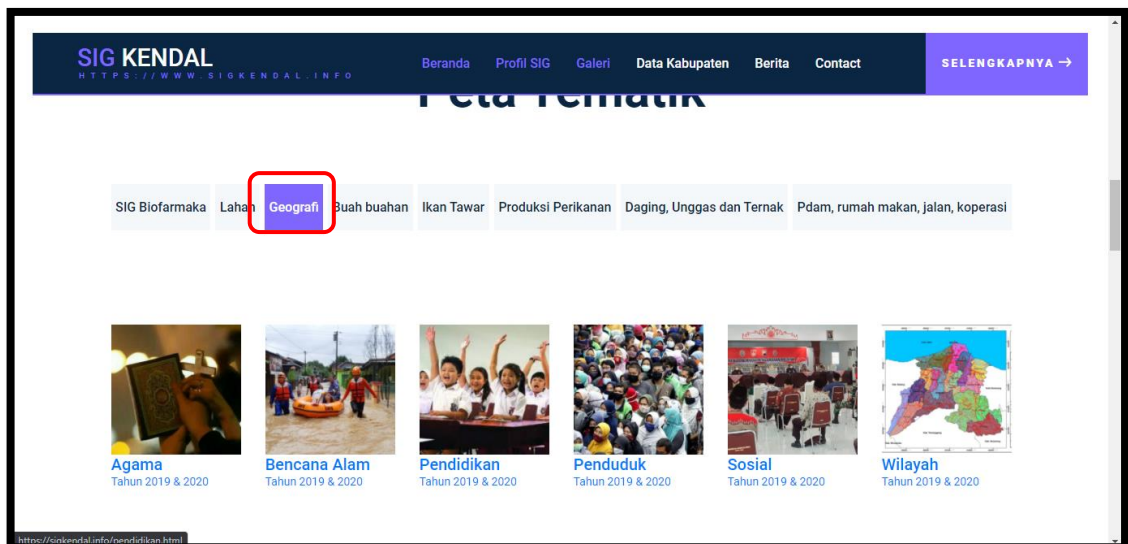 SIG KENDAL
HTTPS://WWW.SIGKENDAL.INFO
Beranda Profil SIG Galeri Data Kabupaten Berita Contact
SELENGKAPNYA →
Peta Tematik
SIG Biofarmaka Lahan Geografi Buah buahan Ikan Tawar Produksi Perikanan Daging, Unggas dan Ternak Pdam, rumah makan, jalan, koperasi
Agama Bencana Alam Pendidikan Penduduk Sosial Wilayah
Tahun 2019 & 2020 Tahun 2019 & 2020 Tahun 2019 & 2020 Tahun 2019 & 2020 Tahun 2019 & 2020 Tahun 2019 & 2020
https://sigkendal.info/pendidikan.html